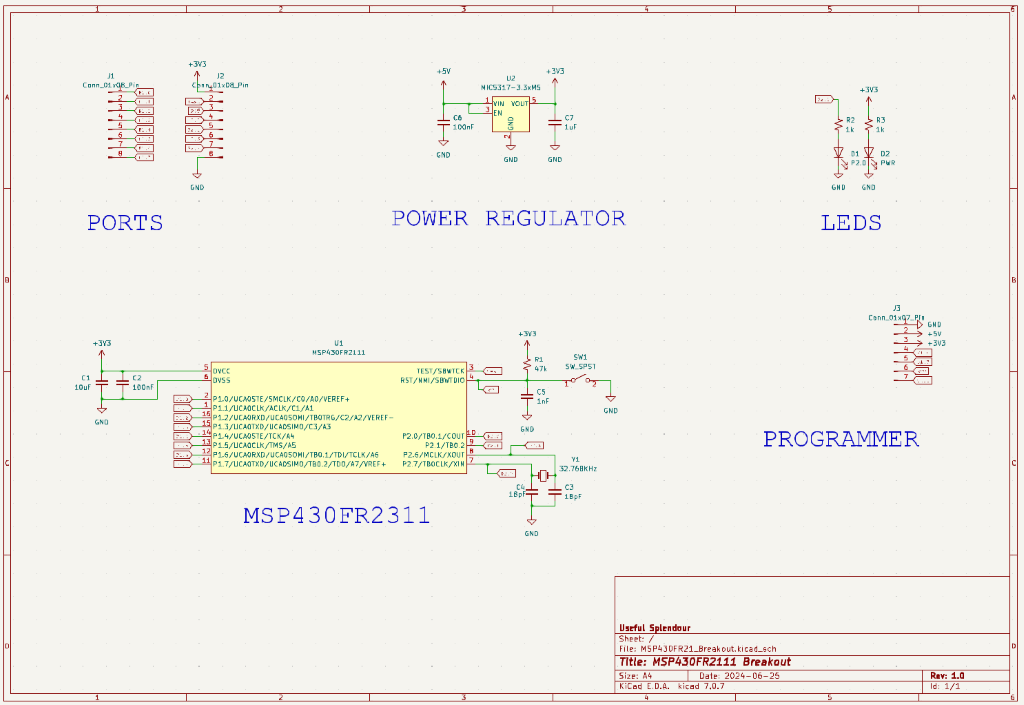 1 2 3 4 5 6
A A
B B
C C
D D
J1
Conn_01x08_Pin
1
2
3
4
5
6
7
8
+3V3
J2
Conn_01x08_Pin
1
2
3
4
5
6
7
8
GND
PORTS
+5V
U2
MIC5317-3.3xM5
+3V3
1 VIN VOUT 5
3 EN
GND
2
C6
100nF
C7
1uF
GND
GND
GND
POWER REGULATOR
+3V3
R2
1k
R3
1k
D1
P2.0
D2
PWR
GND
GND
LEDS
+3V3
C1
10uF
C2
100nF
GND
U1
MSP430FR2111
5 DVCC
6 DVSS
2 P1.0/UCA0STE/SMCLK/C0/A0/VEREF+
1 P1.1/UCA0CLK/ACLK/C1/A1
16 P1.2/UCA0RXD/UCA0SOMI/TB0TRG/C2/A2/VEREF-
15 P1.3/UCA0TXD/UCA0SIMO/C3/A3
14 P1.4/UCA0STE/TCK/A4
13 P1.5/UCA0CLK/TMS/A5
12 P1.6/UCA0RXD/UCA0SOMI/TB0.1/TDI/TCLK/A6
11 P1.7/UCA0TXD/UCA0SIMO/TB0.2/TDO/A7/VREF+
TEST/SBWTCK 3
RST/NMI/SBWTDIO 4
P2.0/TB0.1/COUT 10
P2.1/TB0.2 9
P2.6/MCLK/XOUT 8
P2.7/TB0CLK/XIN 7
+3V3
R1
47k
SW1
SW_SPST
1 2
C5
1nF
GND
GND
Y1
32.768KHz
C4
18pF
C3
18pF
GND
MSP430FR2311
J3
Conn_01x07_Pin
1 GND
2 +5V
3 +3V3
4
5
6
7
PROGRAMMER
Useful Splendour
Sheet: /
File: MSP430FR21_Breakout.kicad_sch
Title: MSP430FR2111 Breakout
Size: A4 Date: 2024-06-25 Rev: 1.0
KiCad E.D.A. kicad 7.0.7 Id: 1/1
1 2 3 4 5 6